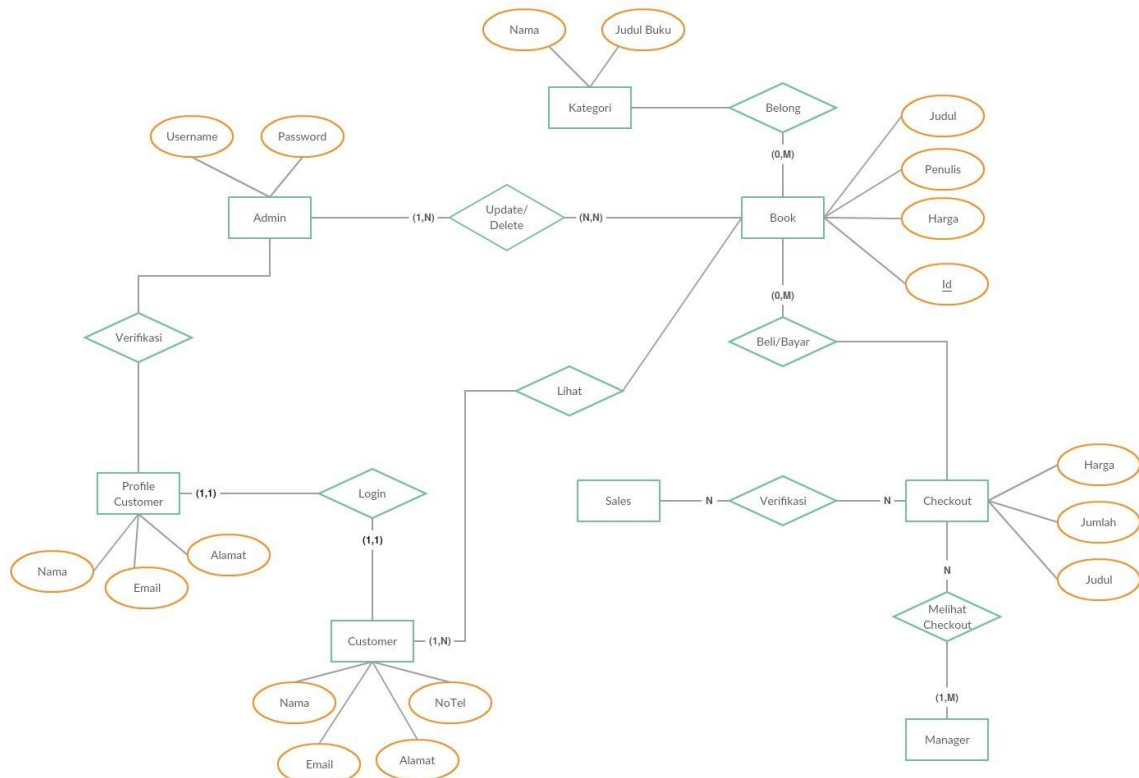 Nama
Judul Buku
Kategori
Belong
Judul
Username
Password
(0,M)
Penulis
Admin
(1,N)
Update/
Delete
(N,N)
Book
Harga
Id
(0,M)
Verifikasi
Beli/Bayar
Lihat
Harga
Profile
Customer
(1,1)
Login
Sales
N
Verifikasi
N
Checkout
Jumlah
(1,1)
Alamat
Nama
Email
N
Judul
Melihat
Checkout
Customer
(1,N)
Nama
NoTel
(1,M)
Email
Alamat
Manager